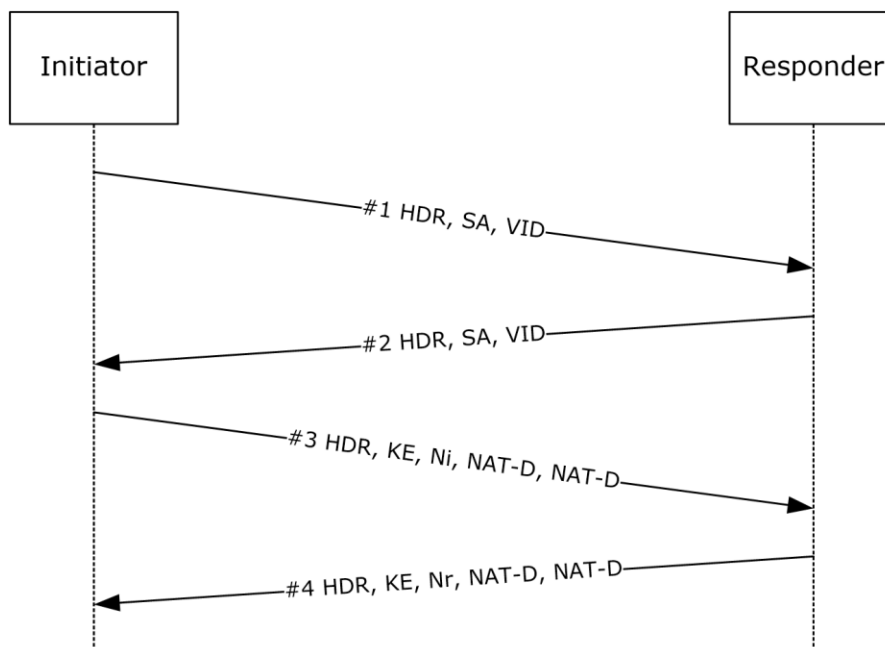 Initiator
Responder
#1 HDR, SA, VID
#2 HDR, SA, VID
#3 HDR, KE, Ni, NAT-D, NAT-D
#4 HDR, KE, Nr, NAT-D, NAT-D